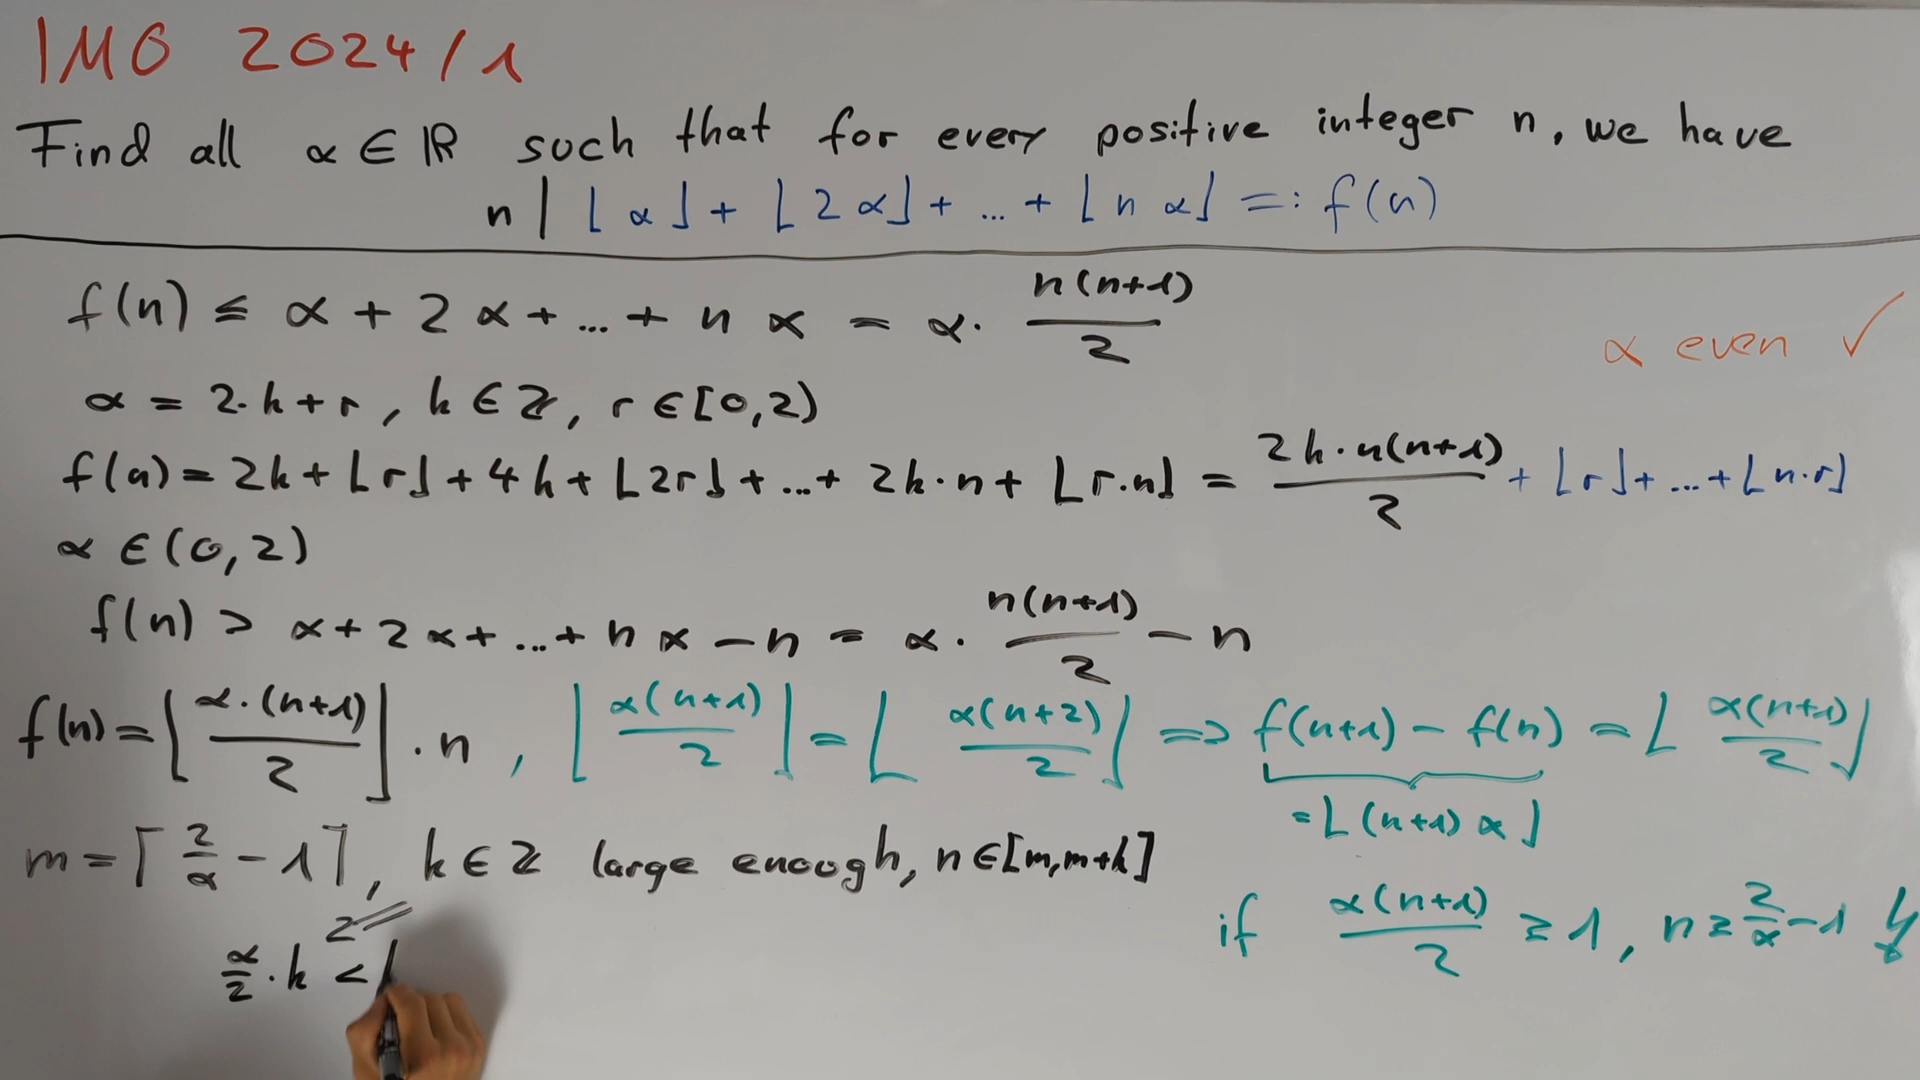 IMO 2024/1
Find all α ∈ ℝ such that for every positive integer n, we have
n | ⌊α⌋ + ⌊2α⌋ + ... + ⌊nα⌋ =: f(n)
f(n) ≤ α + 2α + ... + nα = α · n(n+1)/2
α even ✓
α = 2·k + r, k ∈ ℤ, r ∈ [0,2)
f(n) = 2k + ⌊r⌋ + 4k + ⌊2r⌋ + ... + 2k·n + ⌊r·n⌋ = 2k·n(n+1)/2 + ⌊r⌋ + ... + ⌊n·r⌋
α ∈ (0,2)
f(n) > α + 2α + ... + nα − n = α · n(n+1)/2 − n
f(n) = ⌊α·(n+1)/2⌋ · n , ⌊α(n+1)/2⌋ = ⌊α(n+2)/2⌋ => f(n+1) − f(n) = ⌊α(n+1)/2⌋
= ⌊(n+1)α⌋
m = ⌈2/α − 1⌉, k ∈ ℤ large enough, n ∈ [m, m+k]
if α(n+1)/2 ≥ 1, n ≥ 2/α − 1 ↯
α/2 · k <